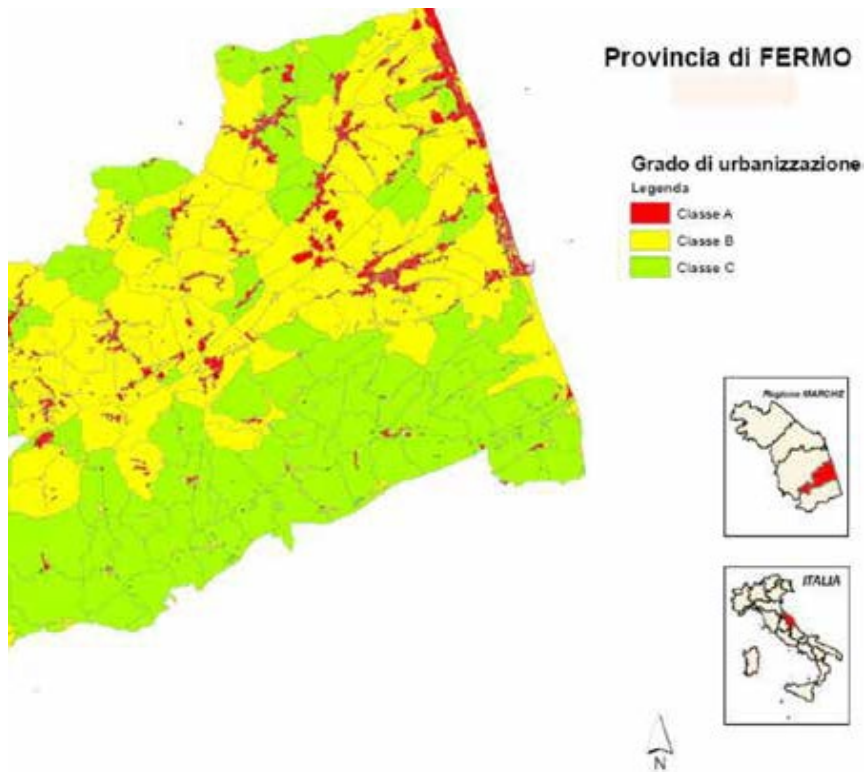 Provincia di FERMO
Grado di urbanizzazione
Legenda
Classe A
Classe B
Classe C
Regione MARCHE
ITALIA
N